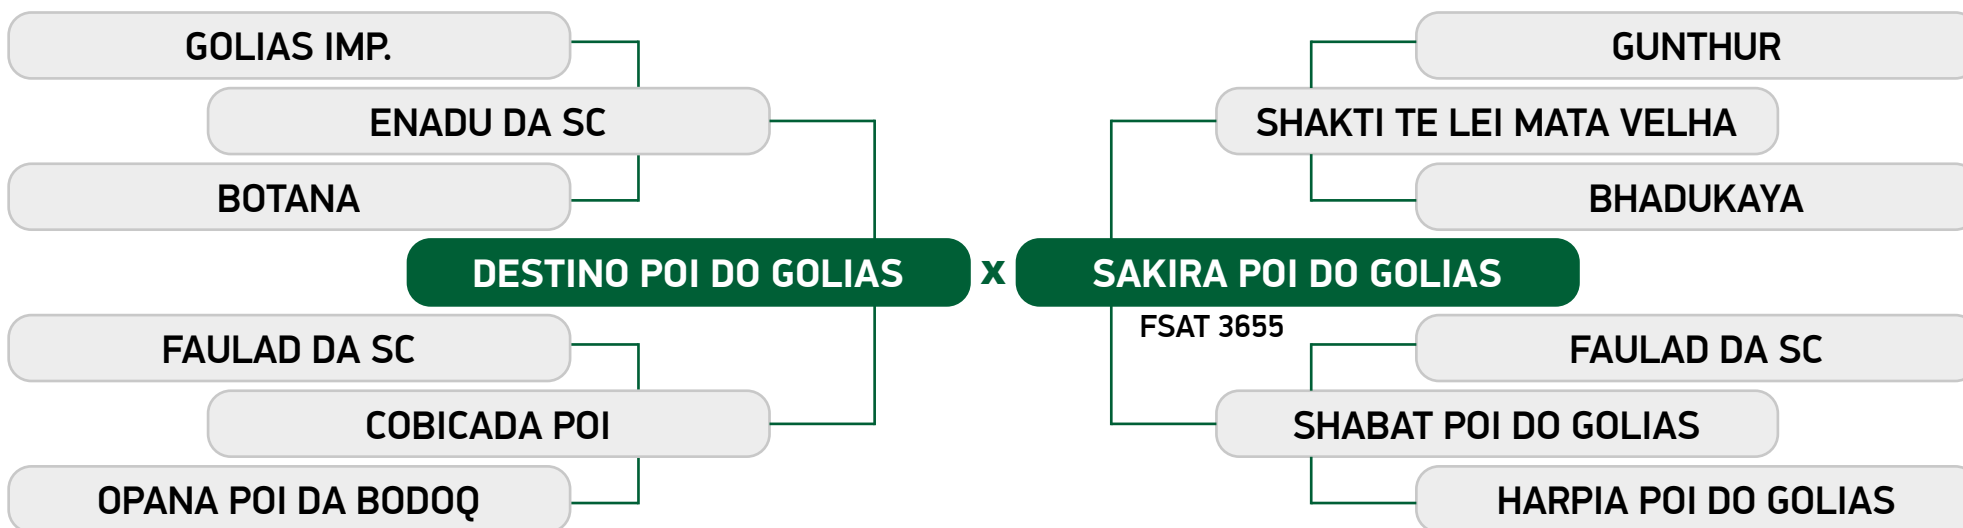 GOLIAS IMP.
GUNTHUR
ENADU DA SC
SHAKTI TE LEI MATA VELHA
BOTANA
BHADUKAYA
DESTINO POI DO GOLIAS
x
SAKIRA POI DO GOLIAS
FSAT 3655
FAULAD DA SC
FAULAD DA SC
COBICADA POI
SHABAT POI DO GOLIAS
OPANA POI DA BODOQ
HARPIA POI DO GOLIAS